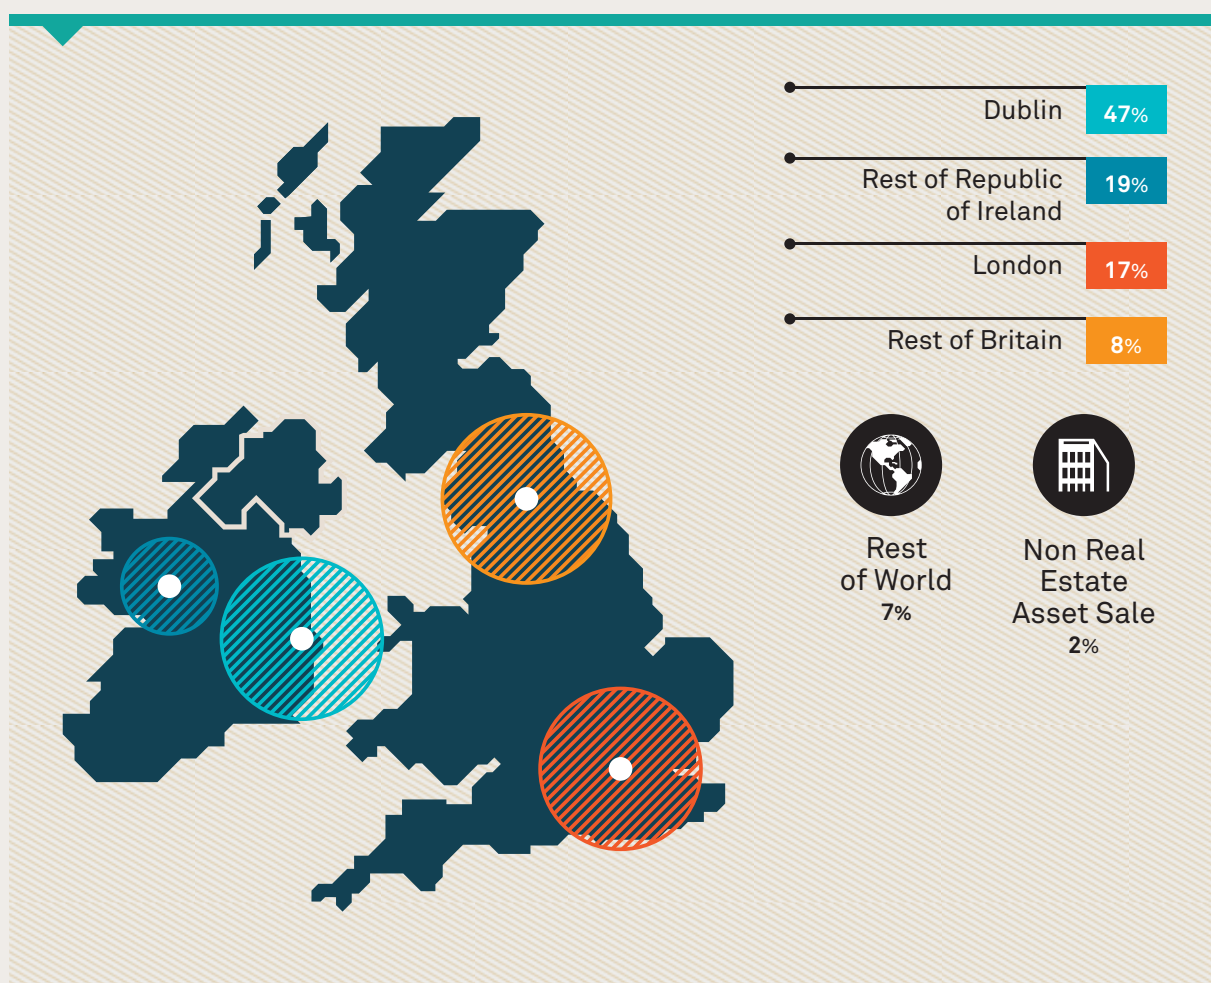 Dublin 47%
Rest of Republic 19%
of Ireland
London 17%
Rest of Britain 8%
Rest
of World
7%
Non Real
Estate
Asset Sale
2%